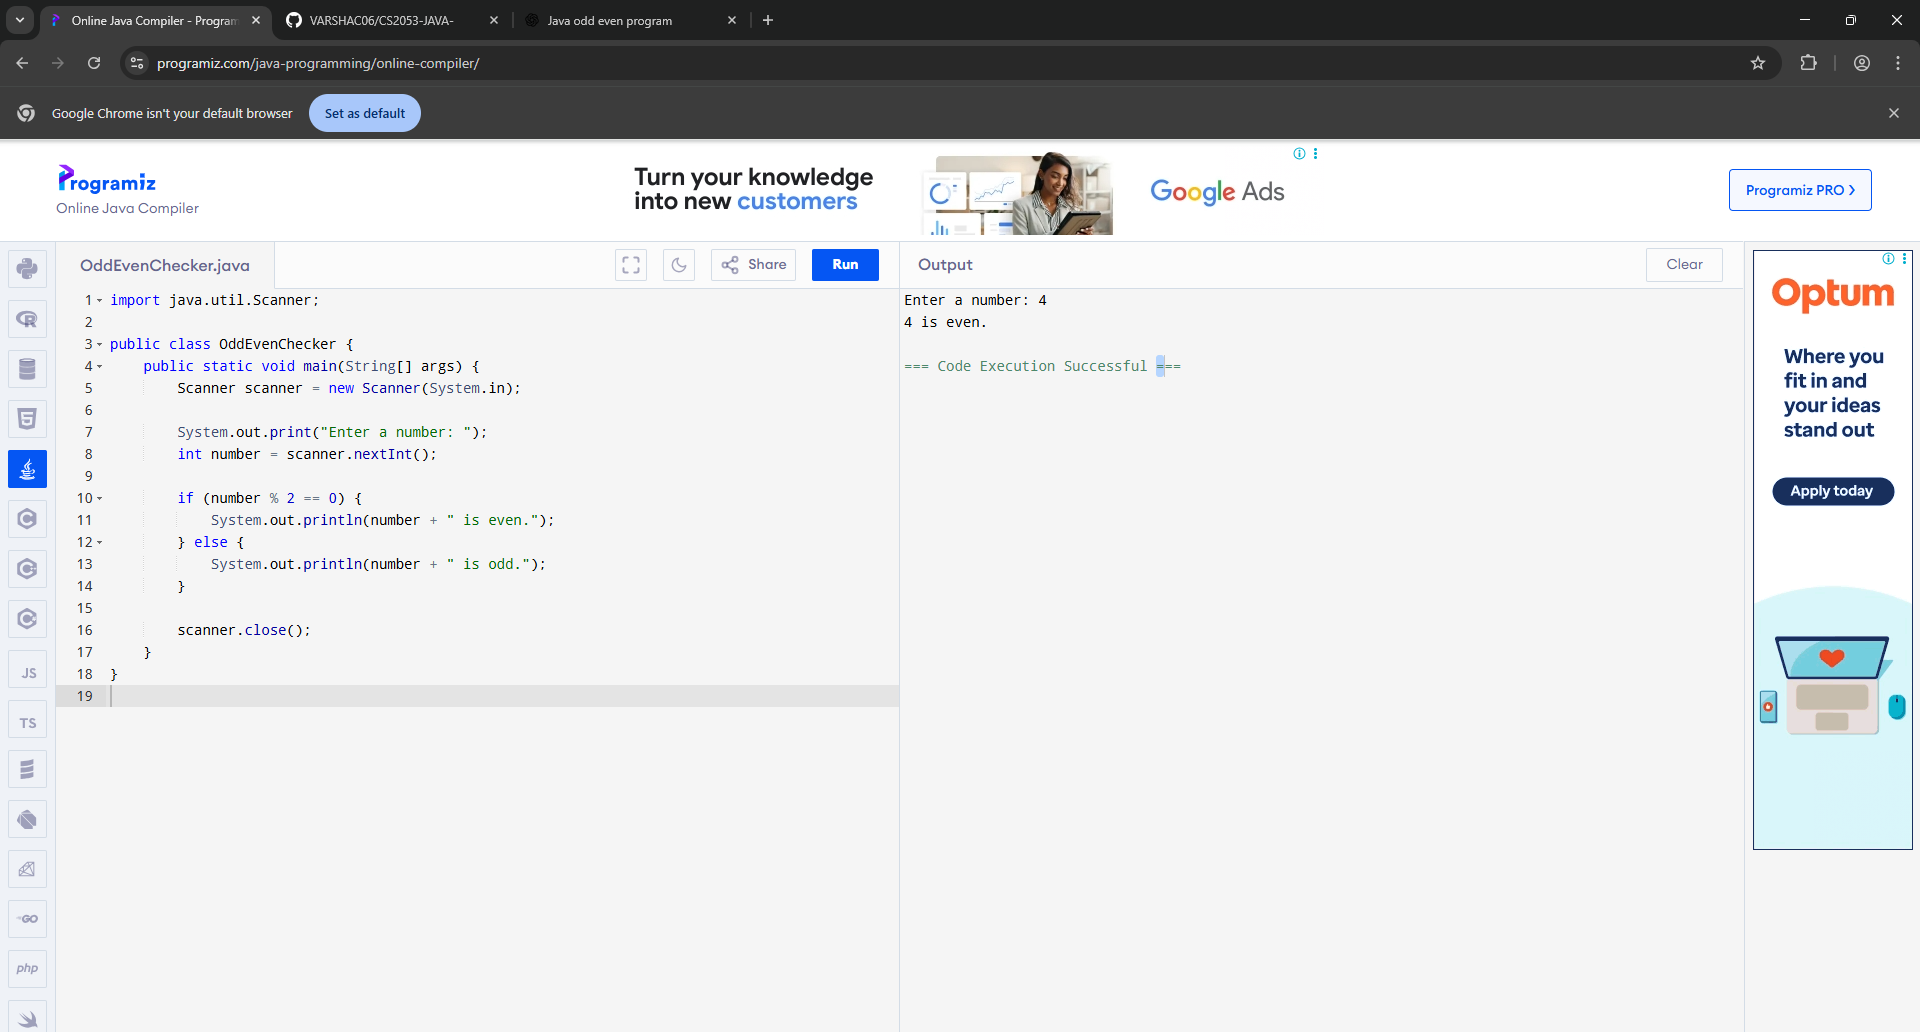 Online Java Compiler - Program
VARSHAC06/CS2053-JAVA-
Java odd even program
programiz.com/java-programming/online-compiler/
Google Chrome isn't your default browser
Set as default
Programiz
Online Java Compiler
Turn your knowledge
into new customers
Google Ads
Programiz PRO
OddEvenChecker.java
Share
Run
Output
Clear
1 import java.util.Scanner;
2
3 public class OddEvenChecker {
4 public static void main(String[] args) {
5 Scanner scanner = new Scanner(System.in);
6
7 System.out.print("Enter a number: ");
8 int number = scanner.nextInt();
9
10 if (number % 2 == 0) {
11 System.out.println(number + " is even.");
12 } else {
13 System.out.println(number + " is odd.");
14 }
15
16 scanner.close();
17 }
18 }
19
Enter a number: 4
4 is even.
=== Code Execution Successful ===
Optum
Where you
fit in and
your ideas
stand out
Apply today
R
5
C
C
C
JS
TS
GO
php